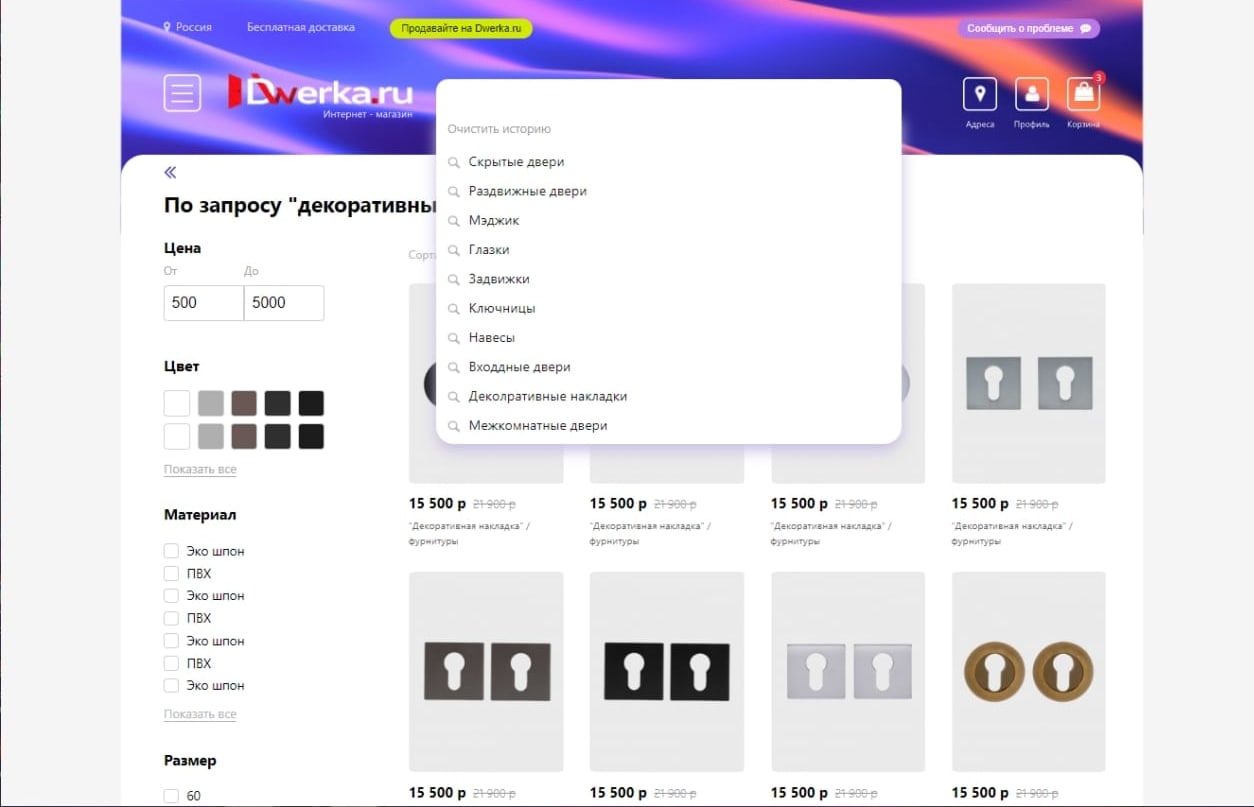 Россия
Бесплатная доставка
Продавайте на Dwerka.ru
Сообщить о проблеме
Dwerka.ru
Интернет - магазин
3
Адреса
Профиль
Корзина
Очистить историю
Скрытые двери
Раздвижные двери
Мэджик
Глазки
Задвижки
Ключницы
Навесы
Входдные двери
Деколративные накладки
Межкомнатные двери
По запросу "декоративны
Цена
От
До
500
5000
Цвет
Показать все
Материал
Эко шпон
ПВХ
Эко шпон
ПВХ
Эко шпон
ПВХ
Эко шпон
Показать все
Размер
60
15 500 р 21 900 р
"Декоративная накладка" /
фурнитуры
15 500 р 21 900 р
"Декоративная накладка" /
фурнитуры
15 500 р 21 900 р
"Декоративная накладка" /
фурнитуры
15 500 р 21 900 р
"Декоративная накладка" /
фурнитуры
15 500 р 21 900 р
15 500 р 21 900 р
15 500 р 21 900 р
15 500 р 21 900 р